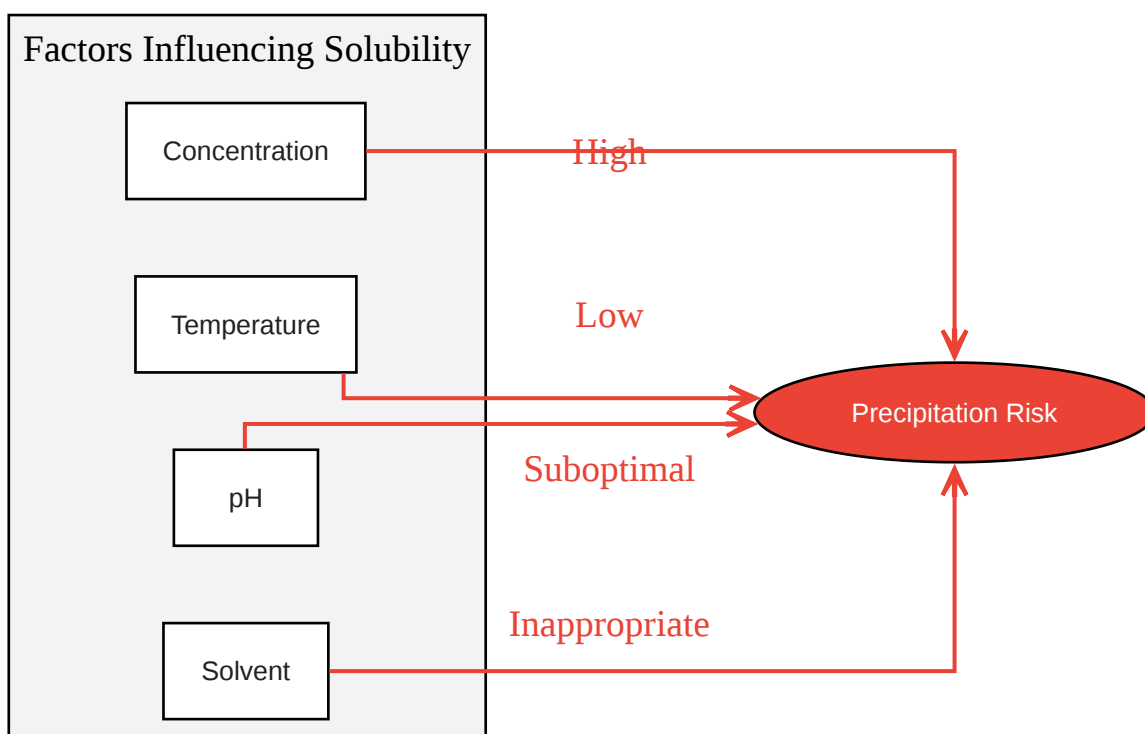 Factors Influencing Solubility
Concentration
High
Temperature
Low
Precipitation Risk
pH
Suboptimal
Solvent
Inappropriate